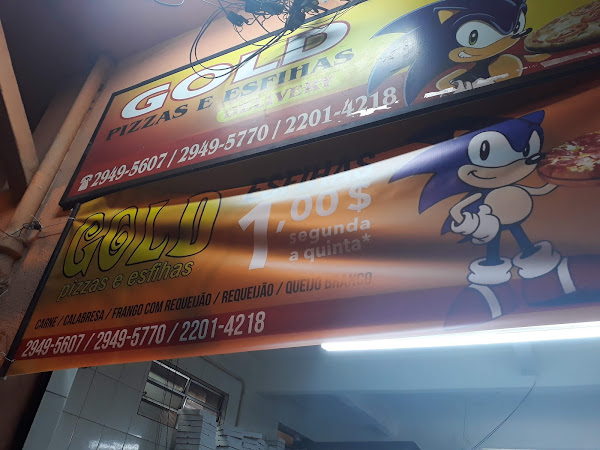 GOLD
PIZZAS E ESFIHAS
DELIVERY
2949-5607 / 2949-5770 / 2201-4218
GOLD
pizzas e esfihas
ESFIHAS
1,00$
segunda
a quinta*
CARNE / CALABRESA / FRANGO COM REQUEIJÃO / REQUEIJÃO / QUEIJO BRANCO
2949-5607 / 2949-5770 / 2201-4218